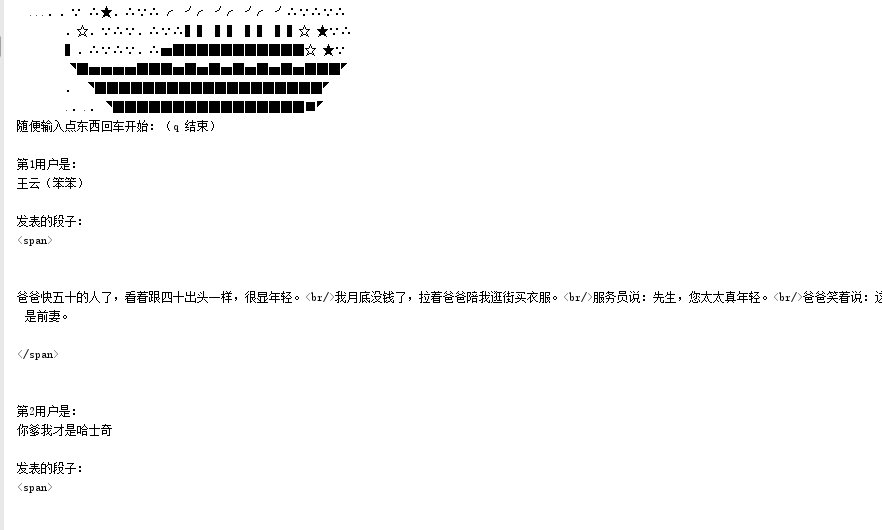 随便输入点东西回车开始：（q 结束）
第1用户是：
王云（笨笨）
发表的段子：
<span>
爸爸快五十的人了，看着跟四十出头一样，很显年轻。<br/>我月底没钱了，拉着爸爸陪我逛街买衣服。<br/>服务员说：先生，您太太真年轻。<br/>爸爸笑着说：这
是前妻。
</span>
第2用户是：
你爹我才是哈士奇
发表的段子：
<span>